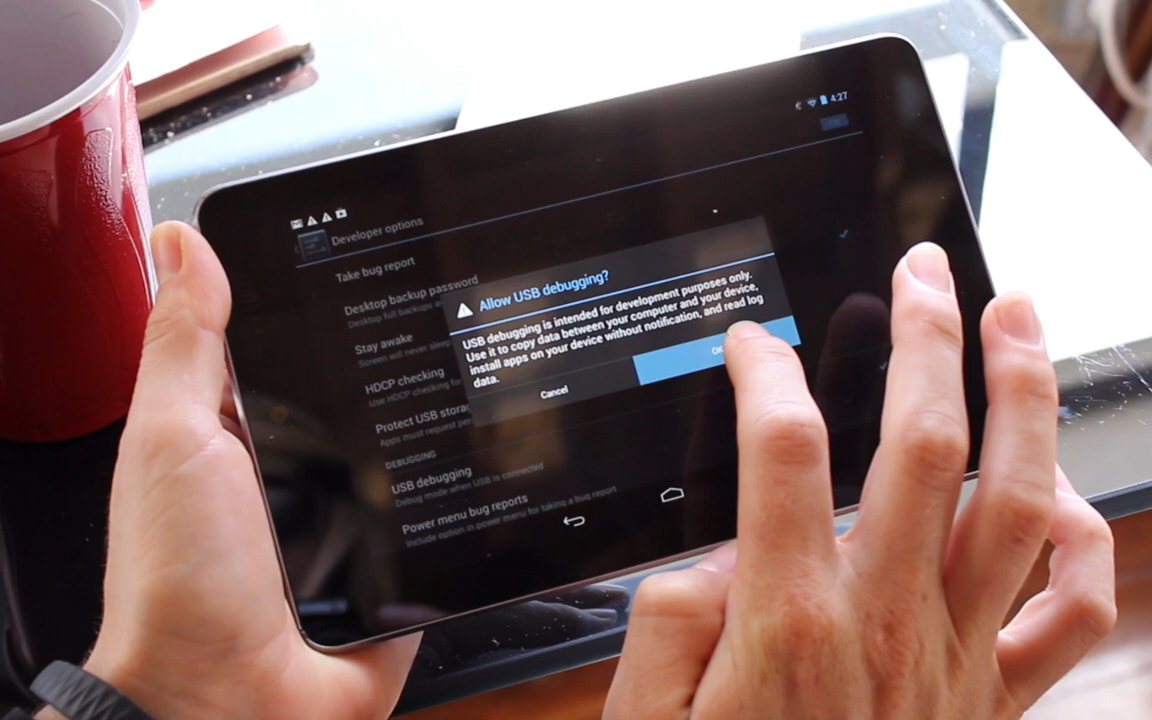 4:27
Developer options
Take bug report
Desktop backup password
Desktop full backups
Stay awake
Screen will never sleep
HDCP checking
Use HDCP checking for
Protect USB storag
Apps must request per
DEBUGGING
USB debugging
Debug mode when USB is connected
Power menu bug reports
Include option in power menu for taking a bug report
Allow USB debugging?
USB debugging is intended for development purposes only.
Use it to copy data between your computer and your device,
install apps on your device without notification, and read log
data.
Cancel
OK